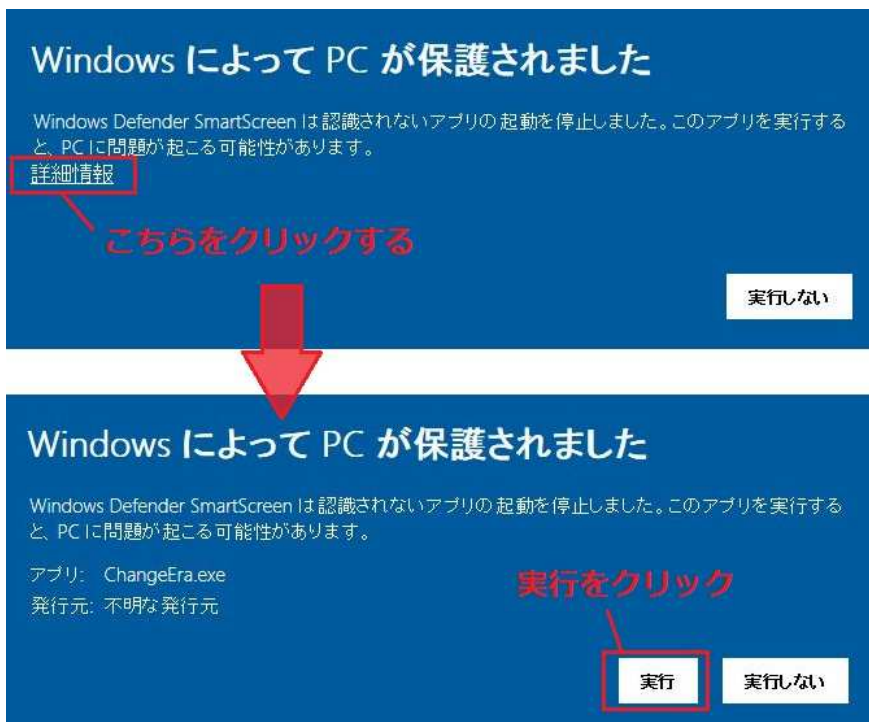 Windows によって PC が保護されました
Windows Defender SmartScreen は認識されないアプリの起動を停止しました。このアプリを実行する
と、PC に問題が起こる可能性があります。
詳細情報
こちらをクリックする
実行しない
Windows によって PC が保護されました
Windows Defender SmartScreen は認識されないアプリの起動を停止しました。このアプリを実行する
と、PC に問題が起こる可能性があります。
アプリ: ChangeEra.exe
発行元: 不明な発行元
実行をクリック
実行 実行しない